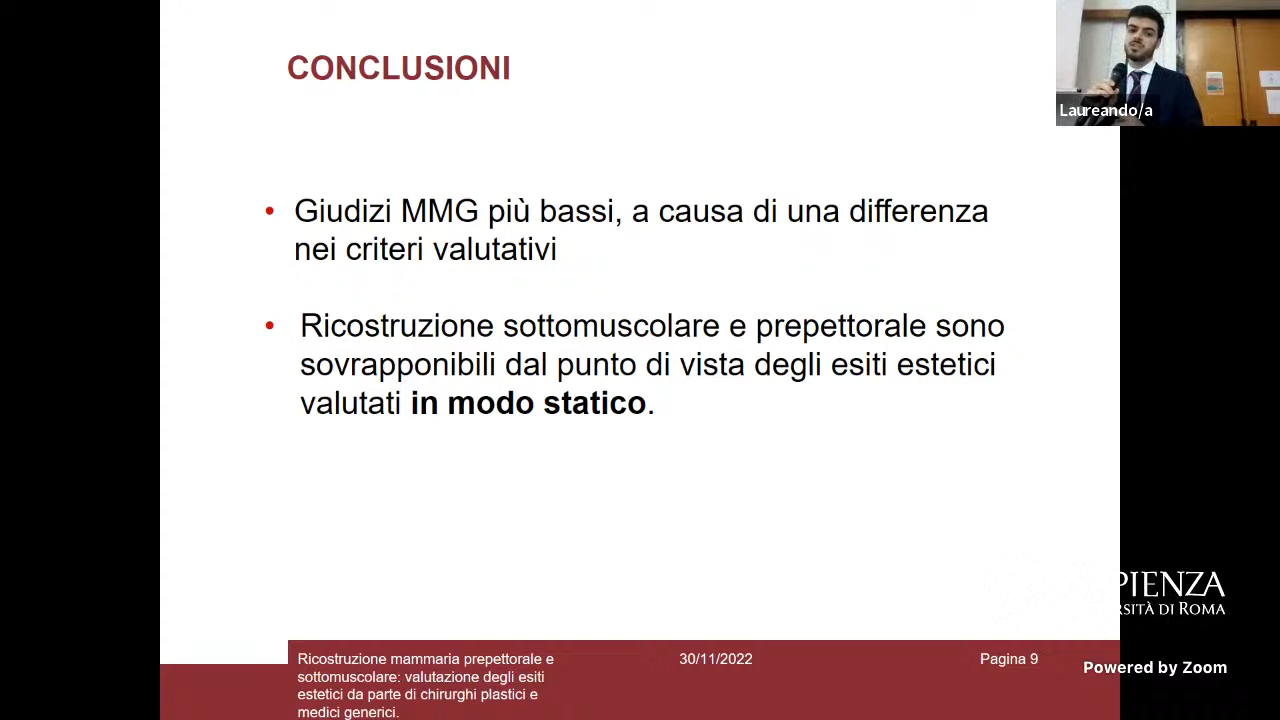 CONCLUSIONI
Laureando/a
• Giudizi MMG più bassi, a causa di una differenza
nei criteri valutativi
• Ricostruzione sottomuscolare e prepettorale sono
sovrapponibili dal punto di vista degli esiti estetici
valutati in modo statico.
PIENZA
RSITÀ DI ROMA
Ricostruzione mammaria prepettorale e
sottomuscolare: valutazione degli esiti
estetici da parte di chirurghi plastici e
medici generici.
30/11/2022
Pagina 9
Powered by Zoom